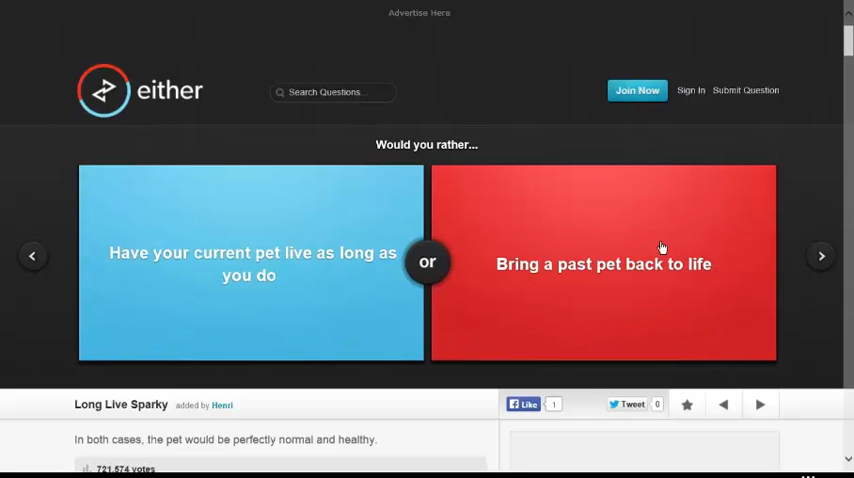 Advertise Here
either
Search Questions...
Join Now
Sign In
Submit Question
Would you rather...
Have your current pet live as long as
you do
or
Bring a past pet back to life
Long Live Sparky added by Henri
Like 1
Tweet 0
In both cases, the pet would be perfectly normal and healthy.
721,574 votes